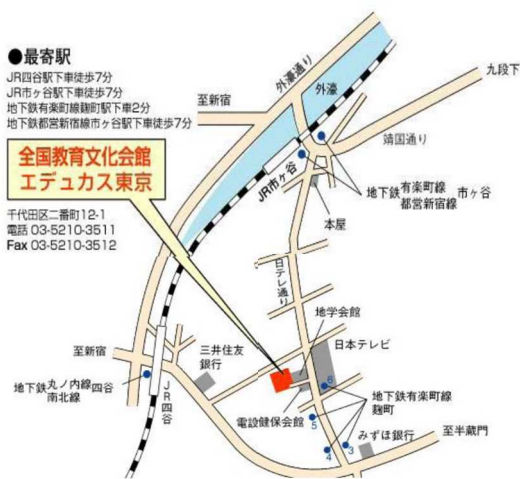 ●最寄駅
JR四谷駅下車徒歩7分
JR市ヶ谷駅下車徒歩7分
地下鉄有楽町線麹町駅下車2分
地下鉄都営新宿線市ヶ谷駅下車徒歩7分
全国教育文化会館
エデュカス東京
千代田区二番町12-1
電話 03-5210-3511
Fax 03-5210-3512
至新宿
外濠通り
外濠
九段下
靖国通り
JR市ヶ谷
地下鉄有楽町線
都営新宿線
市ヶ谷
本屋
日テレ通り
地学会館
日本テレビ
三井住友
銀行
至新宿
地下鉄丸ノ内線
南北線
四谷
JR四谷
電設健保会館
6
5
4
3
地下鉄有楽町線
麹町
みずほ銀行
至半蔵門